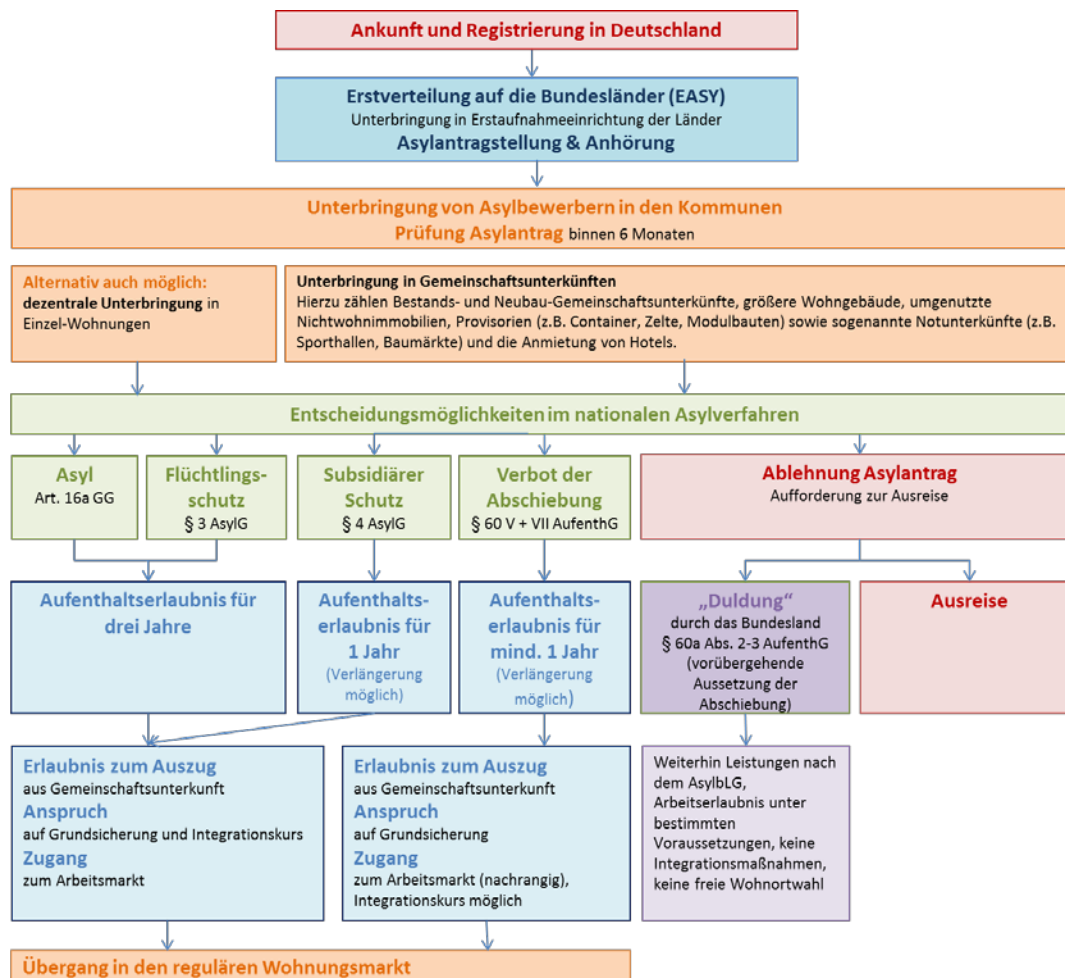 Ankunft und Registrierung in Deutschland
Erstverteilung auf die Bundesländer (EASY)
Unterbringung in Erstaufnahmeeinrichtung der Länder
Asylantragstellung & Anhörung
Unterbringung von Asylbewerbern in den Kommunen
Prüfung Asylantrag binnen 6 Monaten
Alternativ auch möglich:
dezentrale Unterbringung in
Einzel-Wohnungen
Unterbringung in Gemeinschaftsunterkünften
Hierzu zählen Bestands- und Neubau-Gemeinschaftsunterkünfte, größere Wohngebäude, umgenutzte
Nichtwohnimmobilien, Provisorien (z.B. Container, Zelte, Modulbauten) sowie sogenannte Notunterkünfte (z.B.
Sporthallen, Baumärkte) und die Anmietung von Hotels.
Entscheidungsmöglichkeiten im nationalen Asylverfahren
Asyl
Art. 16a GG
Flüchtlings-
schutz
§ 3 AsylG
Subsidiärer
Schutz
§ 4 AsylG
Verbot der
Abschiebung
§ 60 V + VII AufenthG
Ablehnung Asylantrag
Aufforderung zur Ausreise
Aufenthaltserlaubnis für
drei Jahre
Aufenthalts-
erlaubnis für
1 Jahr
(Verlängerung
möglich)
Aufenthalts-
erlaubnis für
mind. 1 Jahr
(Verlängerung
möglich)
„Duldung“
durch das Bundesland
§ 60a Abs. 2-3 AufenthG
(vorübergehende
Aussetzung der
Abschiebung)
Ausreise
Erlaubnis zum Auszug
aus Gemeinschaftsunterkunft
Anspruch
auf Grundsicherung und Integrationskurs
Zugang
zum Arbeitsmarkt
Erlaubnis zum Auszug
aus Gemeinschaftsunterkunft
Anspruch
auf Grundsicherung
Zugang
zum Arbeitsmarkt (nachrangig),
Integrationskurs möglich
Weiterhin Leistungen nach
dem AsylbLG,
Arbeitserlaubnis unter
bestimmten
Voraussetzungen, keine
Integrationsmaßnahmen,
keine freie Wohnortwahl
Übergang in den regulären Wohnungsmarkt